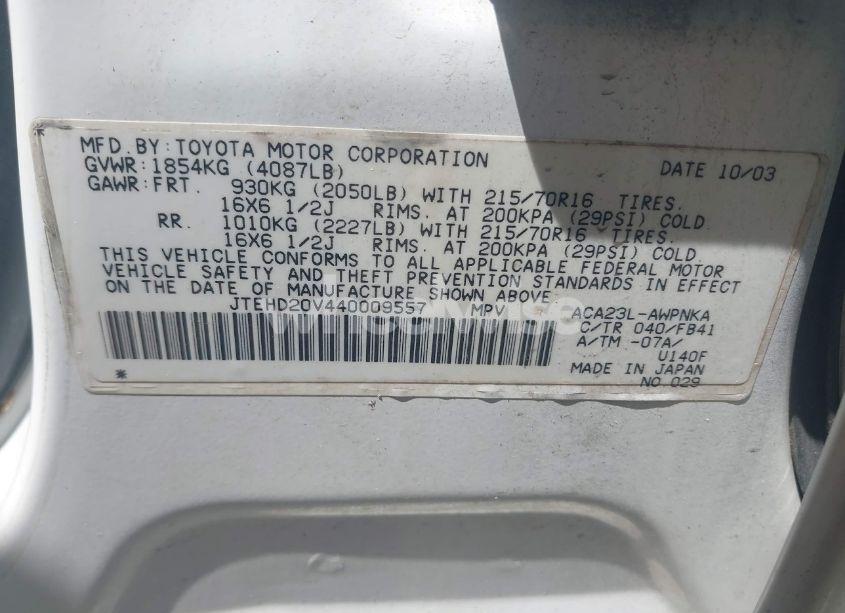 MFD. BY: TOYOTA MOTOR CORPORATION DATE 10/03
GVWR: 1854KG (4087LB)
GAWR: FRT. 930KG (2050LB) WITH 215/70R16 TIRES.
16X6 1/2J RIMS. AT 200KPA (29PSI) COLD.
RR. 1010KG (2227LB) WITH 215/70R16 TIRES.
16X6 1/2J RIMS. AT 200KPA (29PSI) COLD.
THIS VEHICLE CONFORMS TO ALL APPLICABLE FEDERAL MOTOR
VEHICLE SAFETY AND THEFT PREVENTION STANDARDS IN EFFECT
ON THE DATE OF MANUFACTURE SHOWN ABOVE.
JTEHD20V440009557 MPV ACA23L-AWPNKA
C/TR 040/FB41
A/TM -07A/
U140F
MADE IN JAPAN
* NO.029